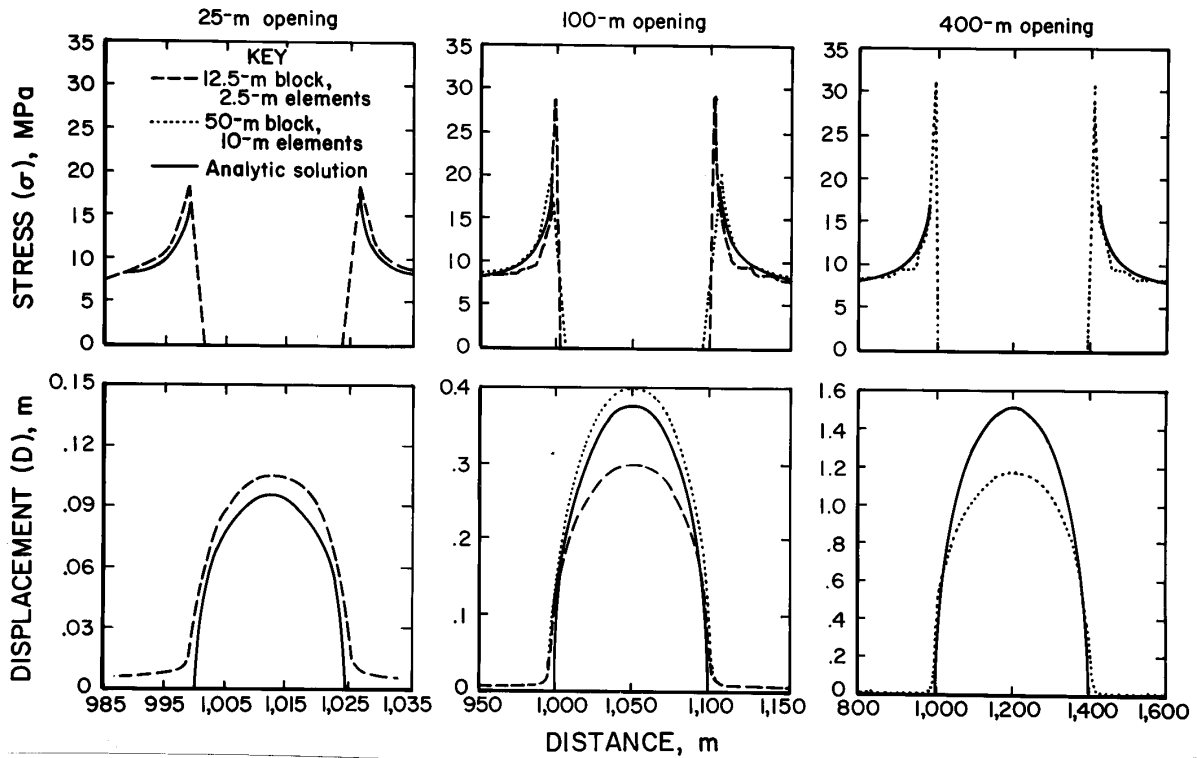 25-m opening
100-m opening
400-m opening
STRESS (σ), MPa
35
30
25
20
15
10
5
0
KEY
12.5-m block,
2.5-m elements
50-m block,
10-m elements
Analytic solution
35
30
25
20
15
10
5
0
35
30
25
20
15
10
5
0
DISPLACEMENT (D), m
0.15
.12
.09
.06
.03
0
985 995 1,005 1,015 1,025 1,035
0.4
.3
.2
.1
0
950 1,000 1,050 1,100 1,150
1.6
1.4
1.2
1.0
.8
.6
.4
.2
0
800 1,000 1,200 1,400 1,600
DISTANCE, m